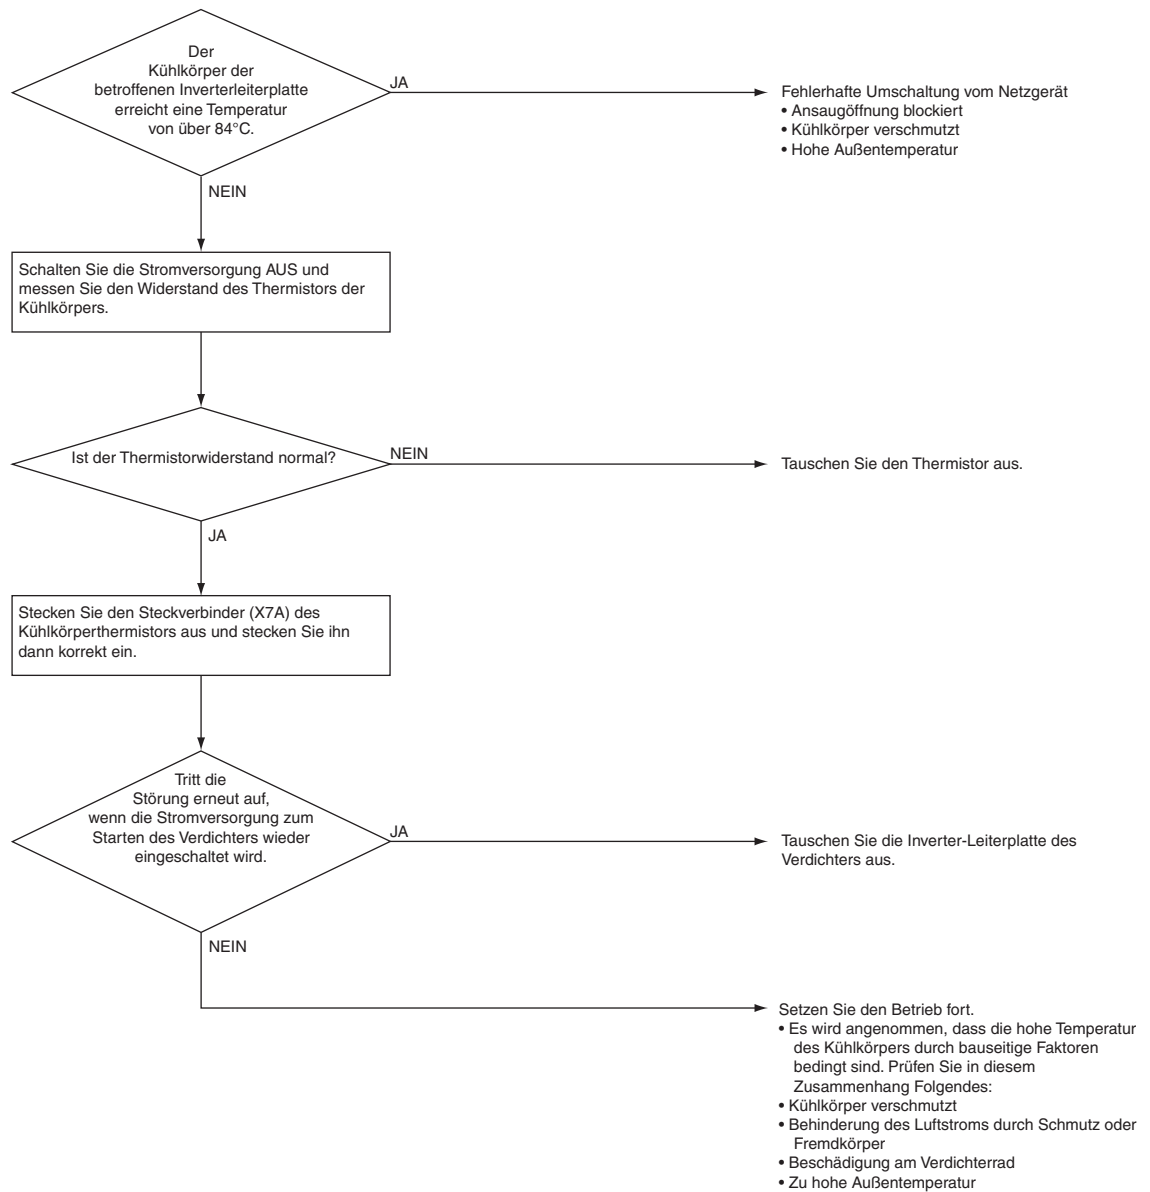 Der
Kühlkörper der
betroffenen Inverterleiterplatte
erreicht eine Temperatur
von über 84°C.
JA
Fehlerhafte Umschaltung vom Netzgerät
• Ansaugöffnung blockiert
• Kühlkörper verschmutzt
• Hohe Außentemperatur
NEIN
Schalten Sie die Stromversorgung AUS und
messen Sie den Widerstand des Thermistors der
Kühlkörpers.
Ist der Thermistorwiderstand normal?
NEIN
Tauschen Sie den Thermistor aus.
JA
Stecken Sie den Steckverbinder (X7A) des
Kühlkörperthermistors aus und stecken Sie ihn
dann korrekt ein.
Tritt die
Störung erneut auf,
wenn die Stromversorgung zum
Starten des Verdichters wieder
eingeschaltet wird.
JA
Tauschen Sie die Inverter-Leiterplatte des
Verdichters aus.
NEIN
Setzen Sie den Betrieb fort.
• Es wird angenommen, dass die hohe Temperatur
des Kühlkörpers durch bauseitige Faktoren
bedingt sind. Prüfen Sie in diesem
Zusammenhang Folgendes:
• Kühlkörper verschmutzt
• Behinderung des Luftstroms durch Schmutz oder
Fremdkörper
• Beschädigung am Verdichterrad
• Zu hohe Außentemperatur